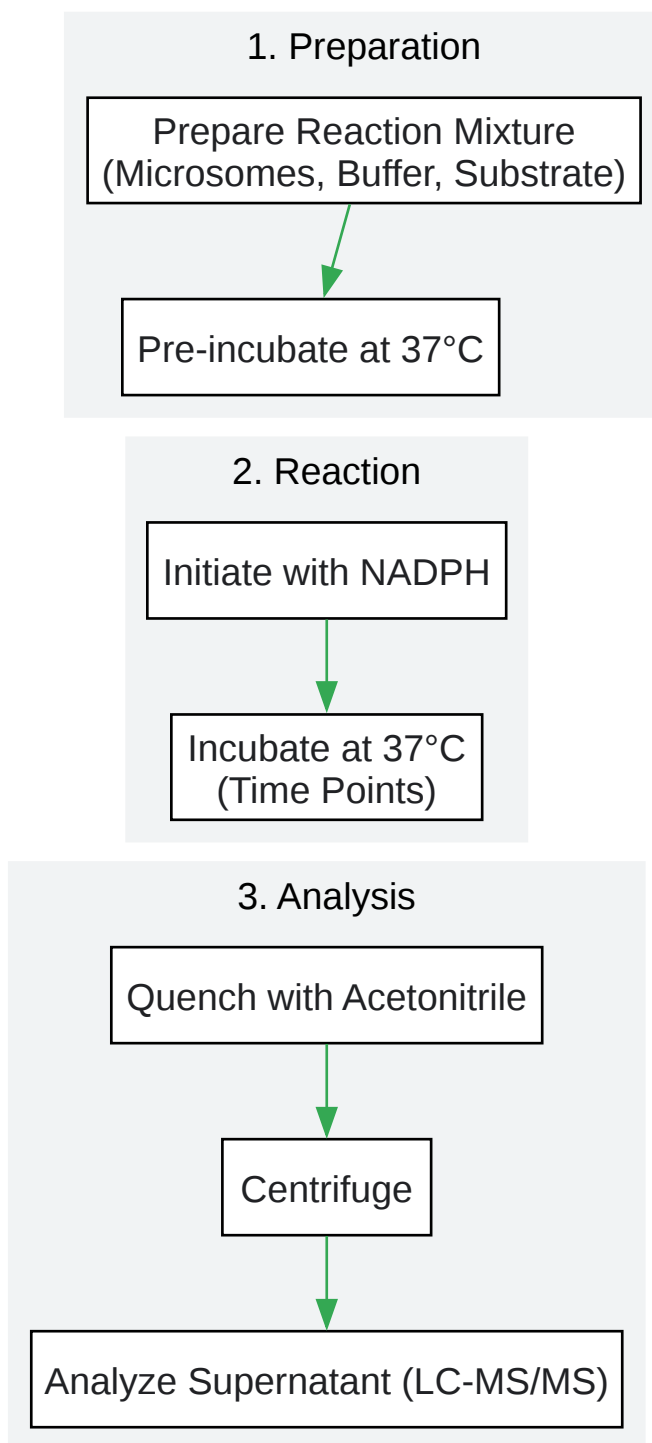 1. Preparation
Prepare Reaction Mixture
(Microsomes, Buffer, Substrate)
Pre-incubate at 37°C
2. Reaction
Initiate with NADPH
Incubate at 37°C
(Time Points)
3. Analysis
Quench with Acetonitrile
Centrifuge
Analyze Supernatant (LC-MS/MS)